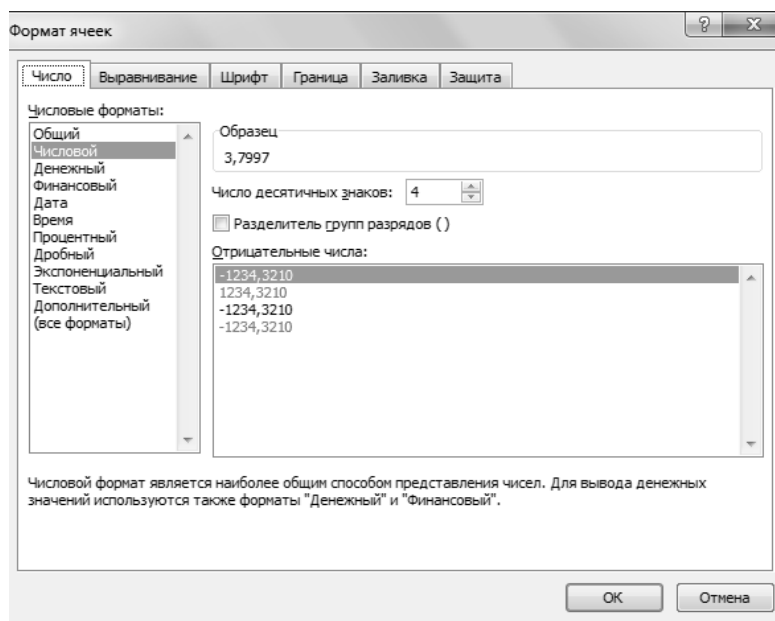 Формат ячеек
Число Выравнивание Шрифт Граница Заливка Защита
Числовые форматы:
Общий
Числовой
Денежный
Финансовый
Дата
Время
Процентный
Дробный
Экспоненциальный
Текстовый
Дополнительный
(все форматы)
Образец
3,7997
Число десятичных знаков: 4
Разделитель групп разрядов ( )
Отрицательные числа:
-1234,3210
1234,3210
-1234,3210
-1234,3210
Числовой формат является наиболее общим способом представления чисел. Для вывода денежных
значений используются также форматы "Денежный" и "Финансовый".
ОК Отмена